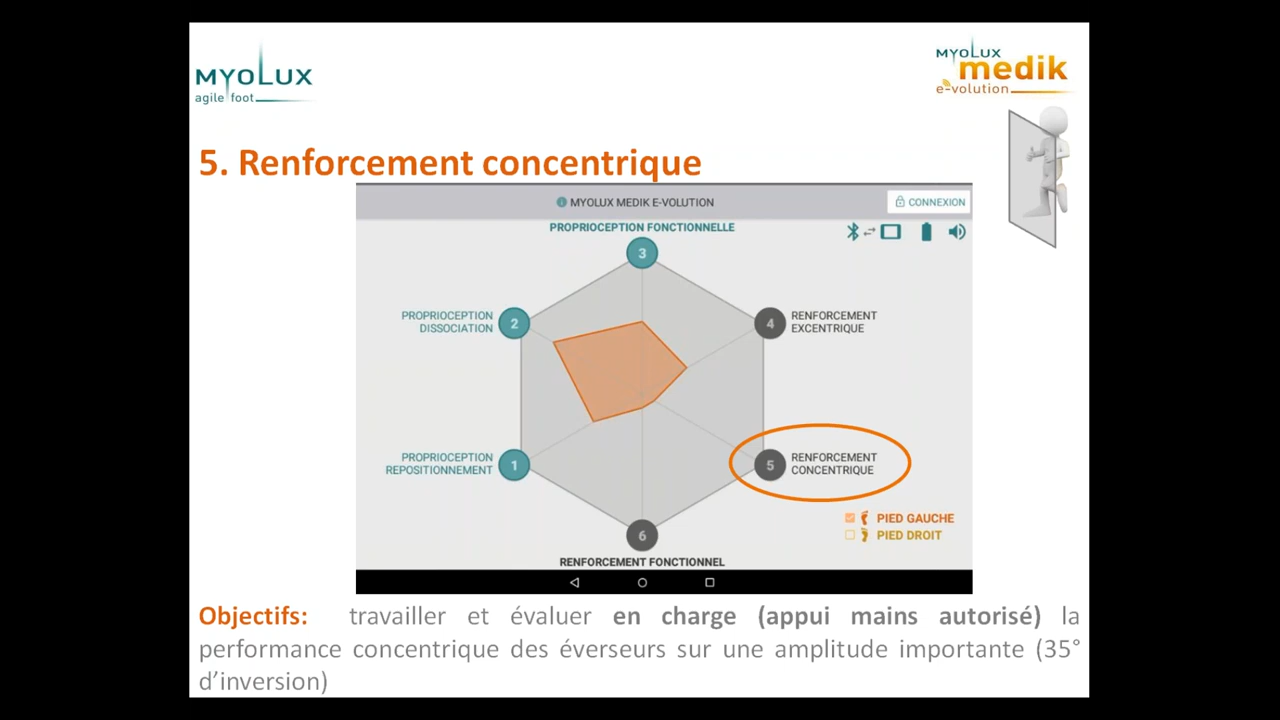 MYOLUX
agile foot
MYOLUX
medik
e-volution
5. Renforcement concentrique
MYOLUX MEDIK E-VOLUTION
CONNEXION
PROPRIOCEPTION FONCTIONNELLE
3
PROPRIOCEPTION
DISSOCIATION
2
4
RENFORCEMENT
EXCENTRIQUE
PROPRIOCEPTION
REPOSITIONNEMENT
1
5
RENFORCEMENT
CONCENTRIQUE
6
RENFORCEMENT FONCTIONNEL
PIED GAUCHE
PIED DROIT
Objectifs: travailler et évaluer en charge (appui mains autorisé) la
performance concentrique des éverseurs sur une amplitude importante (35°
d’inversion)